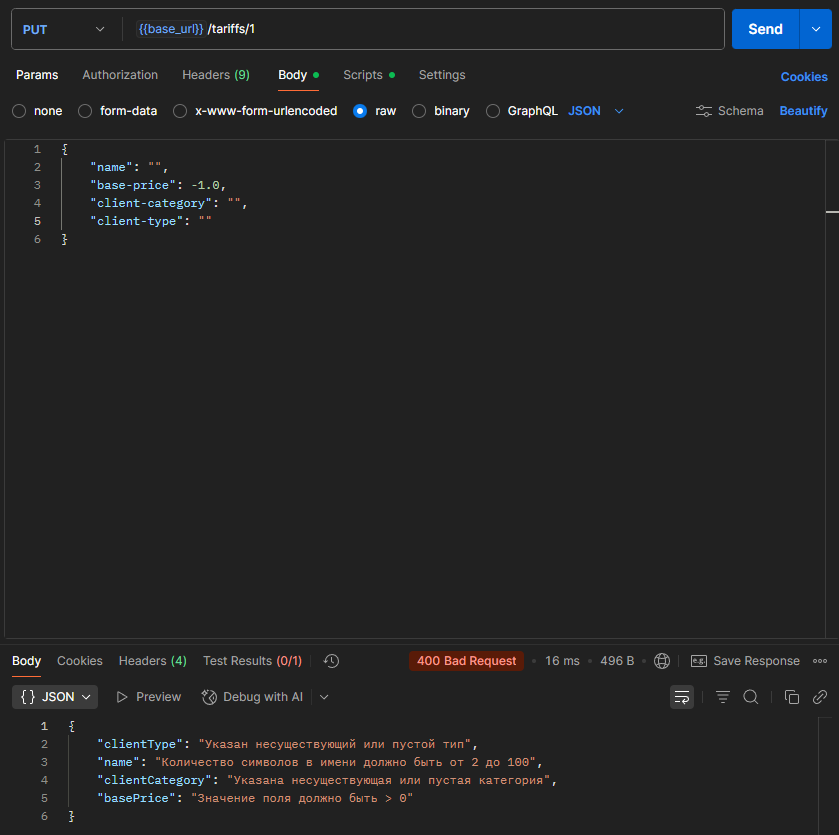 PUT {{base_url}} /tariffs/1 Send
Params Authorization Headers (9) Body Scripts Settings Cookies
none form-data x-www-form-urlencoded raw binary GraphQL JSON Schema Beautify
1 {
2 "name": "",
3 "base-price": -1.0,
4 "client-category": "",
5 "client-type": ""
6 }
Body Cookies Headers (4) Test Results (0/1) 400 Bad Request • 16 ms • 496 B e.g. Save Response
{} JSON Preview Debug with AI
1 {
2 "clientType": "Указан несуществующий или пустой тип",
3 "name": "Количество символов в имени должно быть от 2 до 100",
4 "clientCategory": "Указана несуществующая или пустая категория",
5 "basePrice": "Значение поля должно быть > 0"
6 }